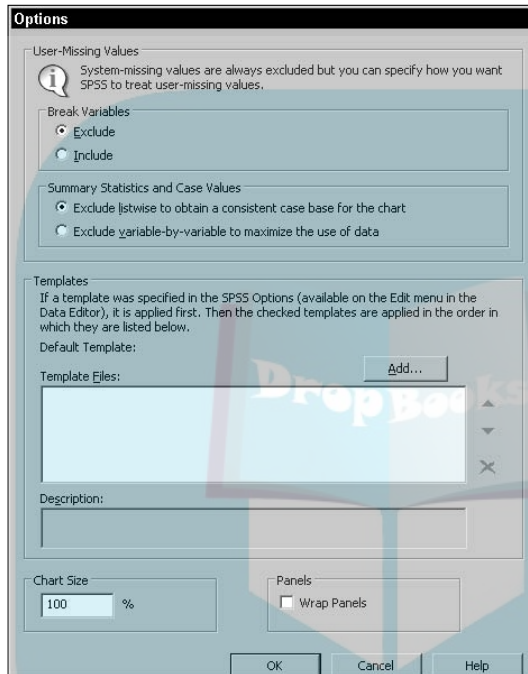 Options
User-Missing Values
System-missing values are always excluded but you can specify how you want
SPSS to treat user-missing values.
Break Variables
Exclude
Include
Summary Statistics and Case Values
Exclude listwise to obtain a consistent case base for the chart
Exclude variable-by-variable to maximize the use of data
Templates
If a template was specified in the SPSS Options (available on the Edit menu in the
Data Editor), it is applied first. Then the checked templates are applied in the order in
which they are listed below.
Default Template:
Template Files:
Add...
DropBooks
Description:
Chart Size
100 %
Panels
Wrap Panels
OK Cancel Help